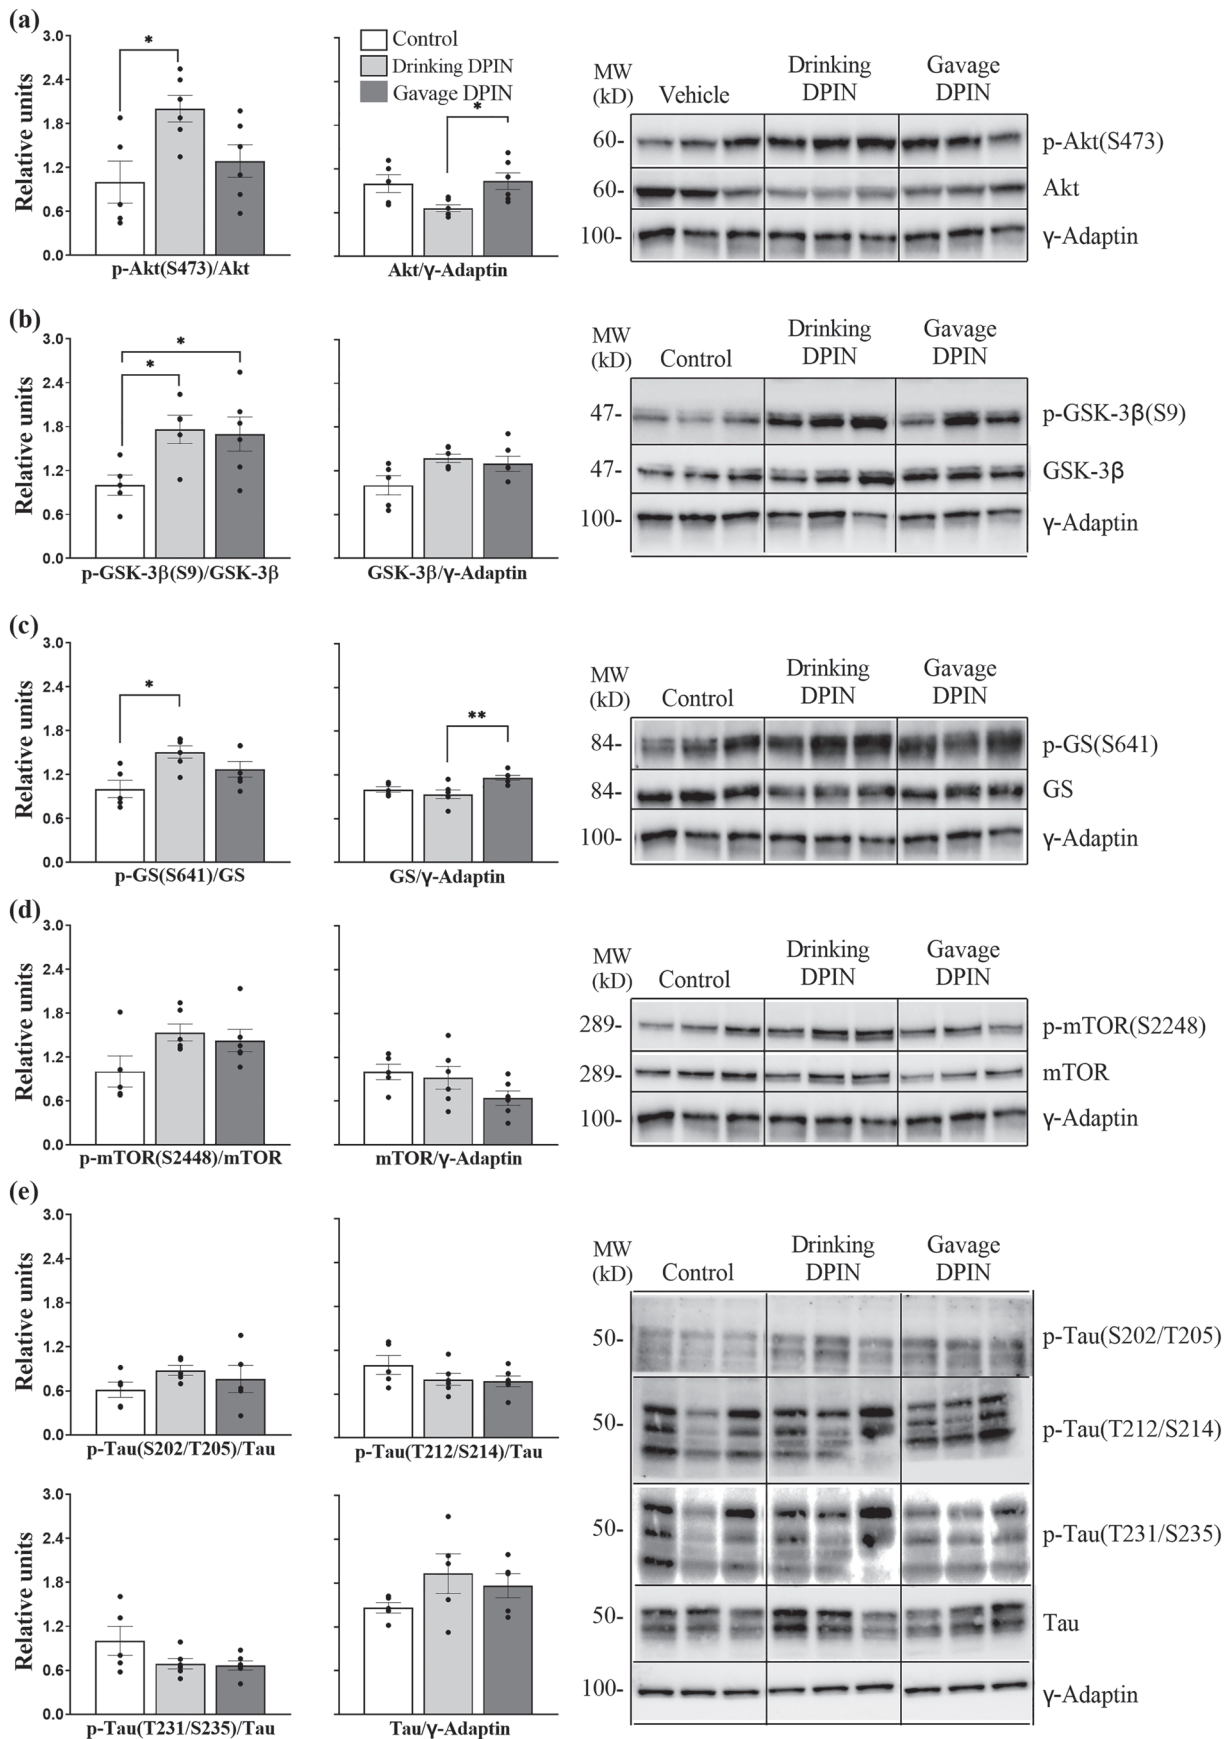 (a)
3.0
2.4
1.8
1.2
0.6
0.0
Relative units
*
p-Akt(S473)/Akt
Control
Drinking DPIN
Gavage DPIN
*
Akt/γ-Adaptin
MW
(kD)
Vehicle
Drinking
DPIN
Gavage
DPIN
60-
p-Akt(S473)
60-
Akt
100-
γ-Adaptin
(b)
3.0
2.4
1.8
1.2
0.6
0.0
Relative units
*
*
p-GSK-3β(S9)/GSK-3β
GSK-3β/γ-Adaptin
MW
(kD)
Control
Drinking
DPIN
Gavage
DPIN
47-
p-GSK-3β(S9)
47-
GSK-3β
100-
γ-Adaptin
(c)
3.0
2.4
1.8
1.2
0.6
0.0
Relative units
*
p-GS(S641)/GS
**
GS/γ-Adaptin
MW
(kD)
Control
Drinking
DPIN
Gavage
DPIN
84-
p-GS(S641)
84-
GS
100-
γ-Adaptin
(d)
3.0
2.4
1.8
1.2
0.6
0.0
Relative units
p-mTOR(S2448)/mTOR
mTOR/γ-Adaptin
MW
(kD)
Control
Drinking
DPIN
Gavage
DPIN
289-
p-mTOR(S2248)
289-
mTOR
100-
γ-Adaptin
(e)
3.0
2.4
1.8
1.2
0.6
0.0
Relative units
p-Tau(S202/T205)/Tau
p-Tau(T212/S214)/Tau
3.0
2.4
1.8
1.2
0.6
0.0
Relative units
p-Tau(T231/S235)/Tau
Tau/γ-Adaptin
MW
(kD)
Control
Drinking
DPIN
Gavage
DPIN
50-
p-Tau(S202/T205)
50-
p-Tau(T212/S214)
50-
p-Tau(T231/S235)
50-
Tau
100-
γ-Adaptin